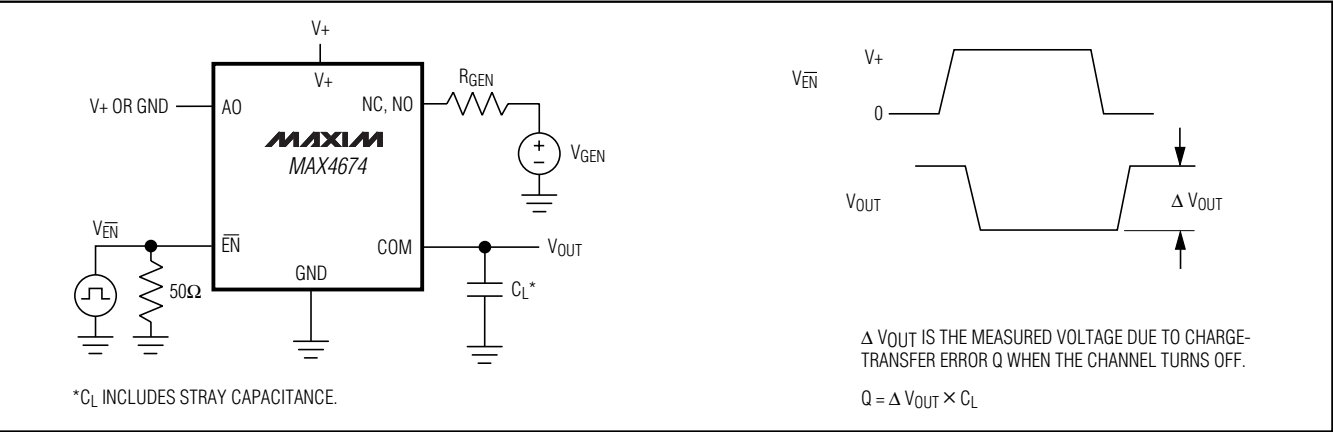 V+
V+
V+ OR GND
AO
NC, NO
RGEN
MAXIM
MAX4674
+
−
VGEN
VEN
EN
COM
VOUT
50Ω
GND
CL*
*CL INCLUDES STRAY CAPACITANCE.
VEN
V+
0
VOUT
Δ VOUT
Δ VOUT IS THE MEASURED VOLTAGE DUE TO CHARGE-
TRANSFER ERROR Q WHEN THE CHANNEL TURNS OFF.
Q = Δ VOUT × CL